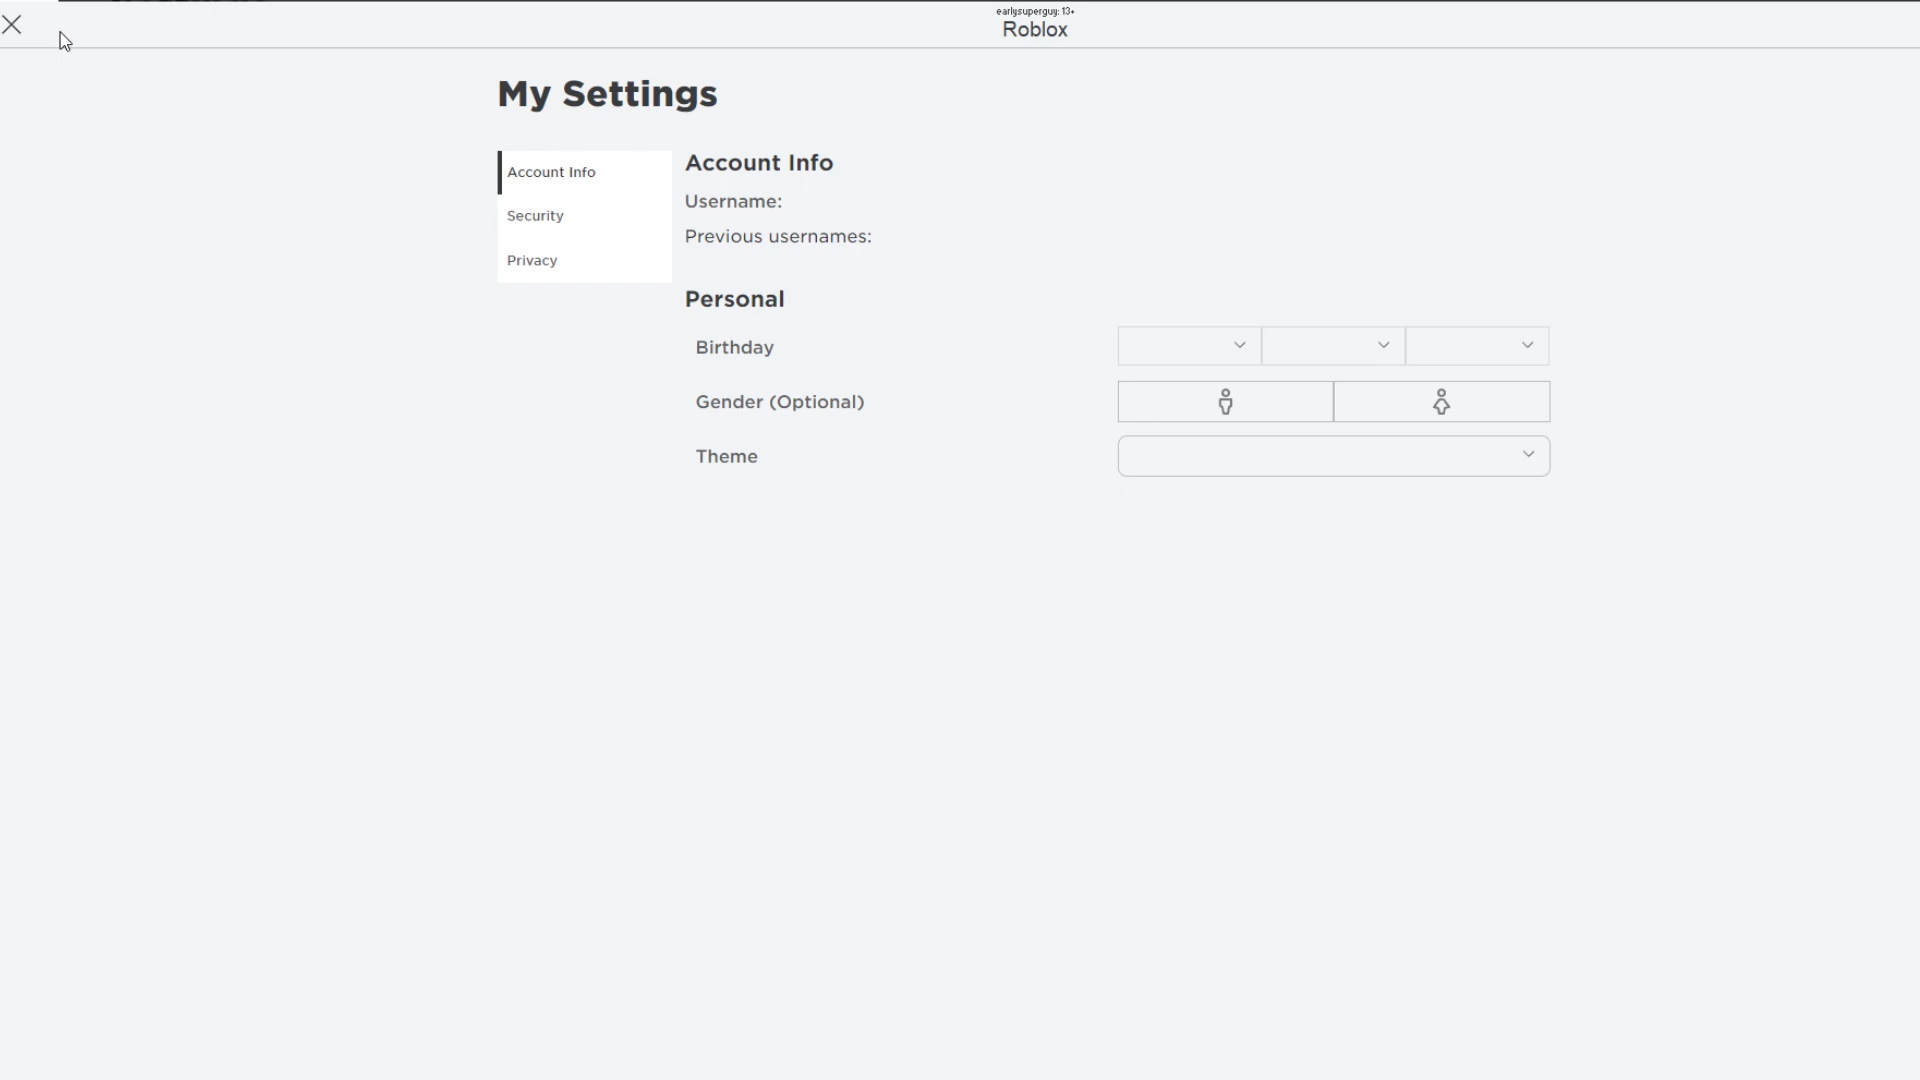 earlysuperguy: 13+
Roblox
My Settings
Account Info
Security
Privacy
Account Info
Username:
Previous usernames:
Personal
Birthday
Gender (Optional)
Theme